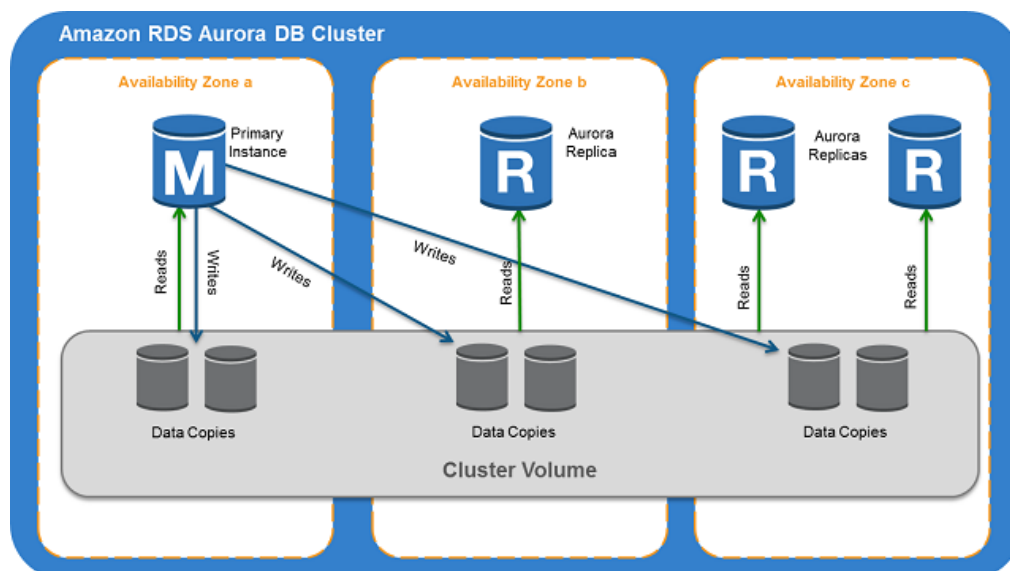 Amazon RDS Aurora DB Cluster
Availability Zone a
Availability Zone b
Availability Zone c
M
Primary
Instance
R
Aurora
Replica
R
Aurora
Replicas
R
Reads
Writes
Writes
Writes
Reads
Reads
Reads
Data Copies
Data Copies
Data Copies
Cluster Volume